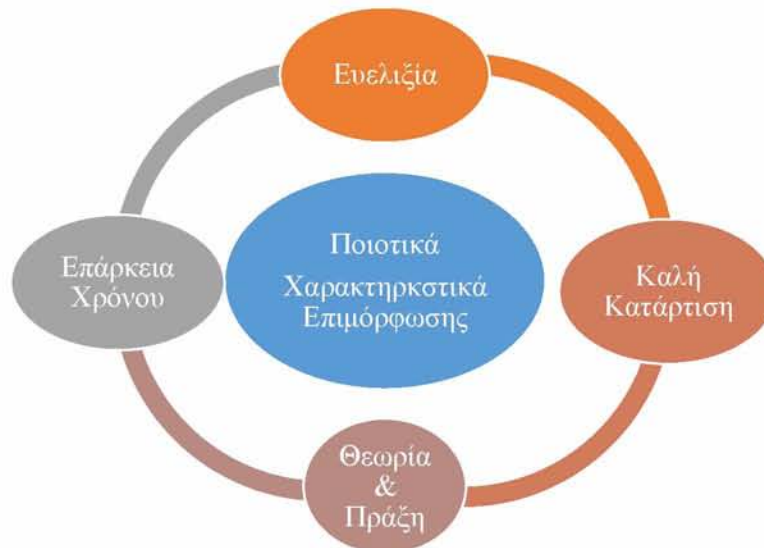 Ευελιξία
Ποιοτικά
Χαρακτηρκστικά
Επιμόρφωσης
Επάρκεια
Χρόνου
Καλή
Κατάρτιση
Θεωρία
&
Πράξη